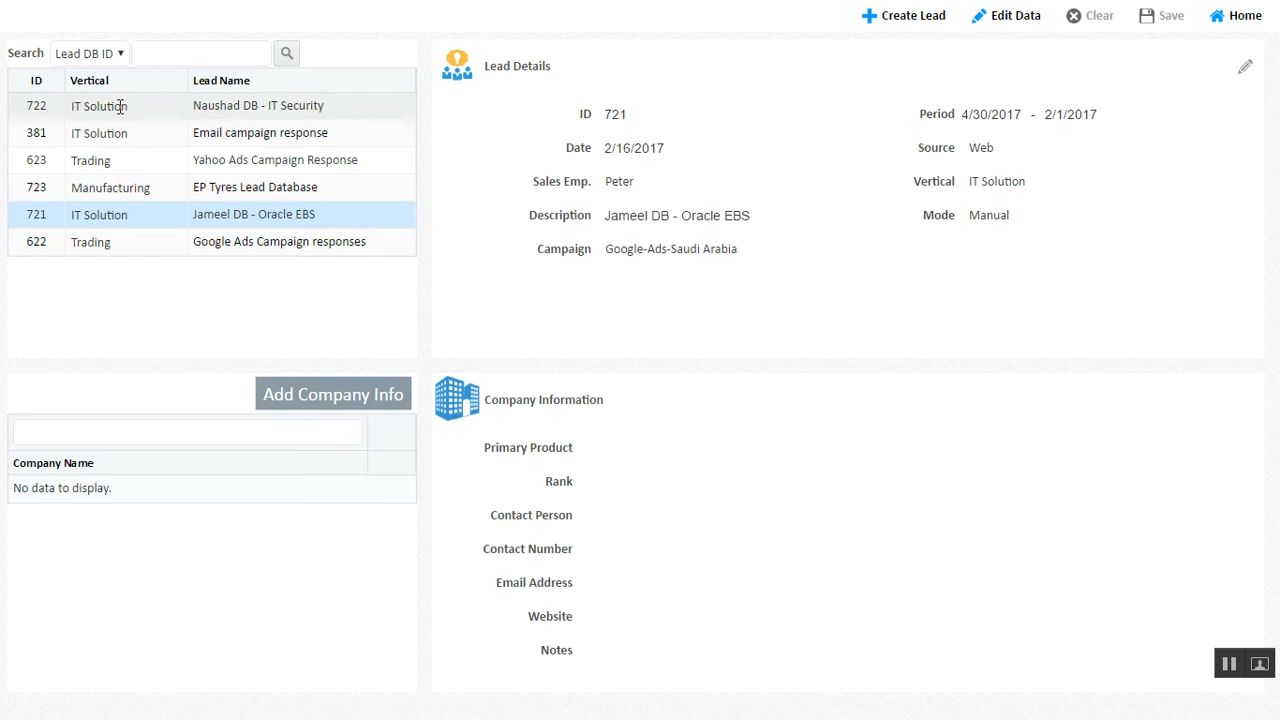 Create Lead Edit Data Clear Save Home
Search Lead DB ID
ID Vertical Lead Name
722 IT Solution Naushad DB - IT Security
381 IT Solution Email campaign response
623 Trading Yahoo Ads Campaign Response
723 Manufacturing EP Tyres Lead Database
721 IT Solution Jameel DB - Oracle EBS
622 Trading Google Ads Campaign responses
Lead Details
ID 721 Period 4/30/2017 - 2/1/2017
Date 2/16/2017 Source Web
Sales Emp. Peter Vertical IT Solution
Description Jameel DB - Oracle EBS Mode Manual
Campaign Google-Ads-Saudi Arabia
Add Company Info
Company Name
No data to display.
Company Information
Primary Product
Rank
Contact Person
Contact Number
Email Address
Website
Notes